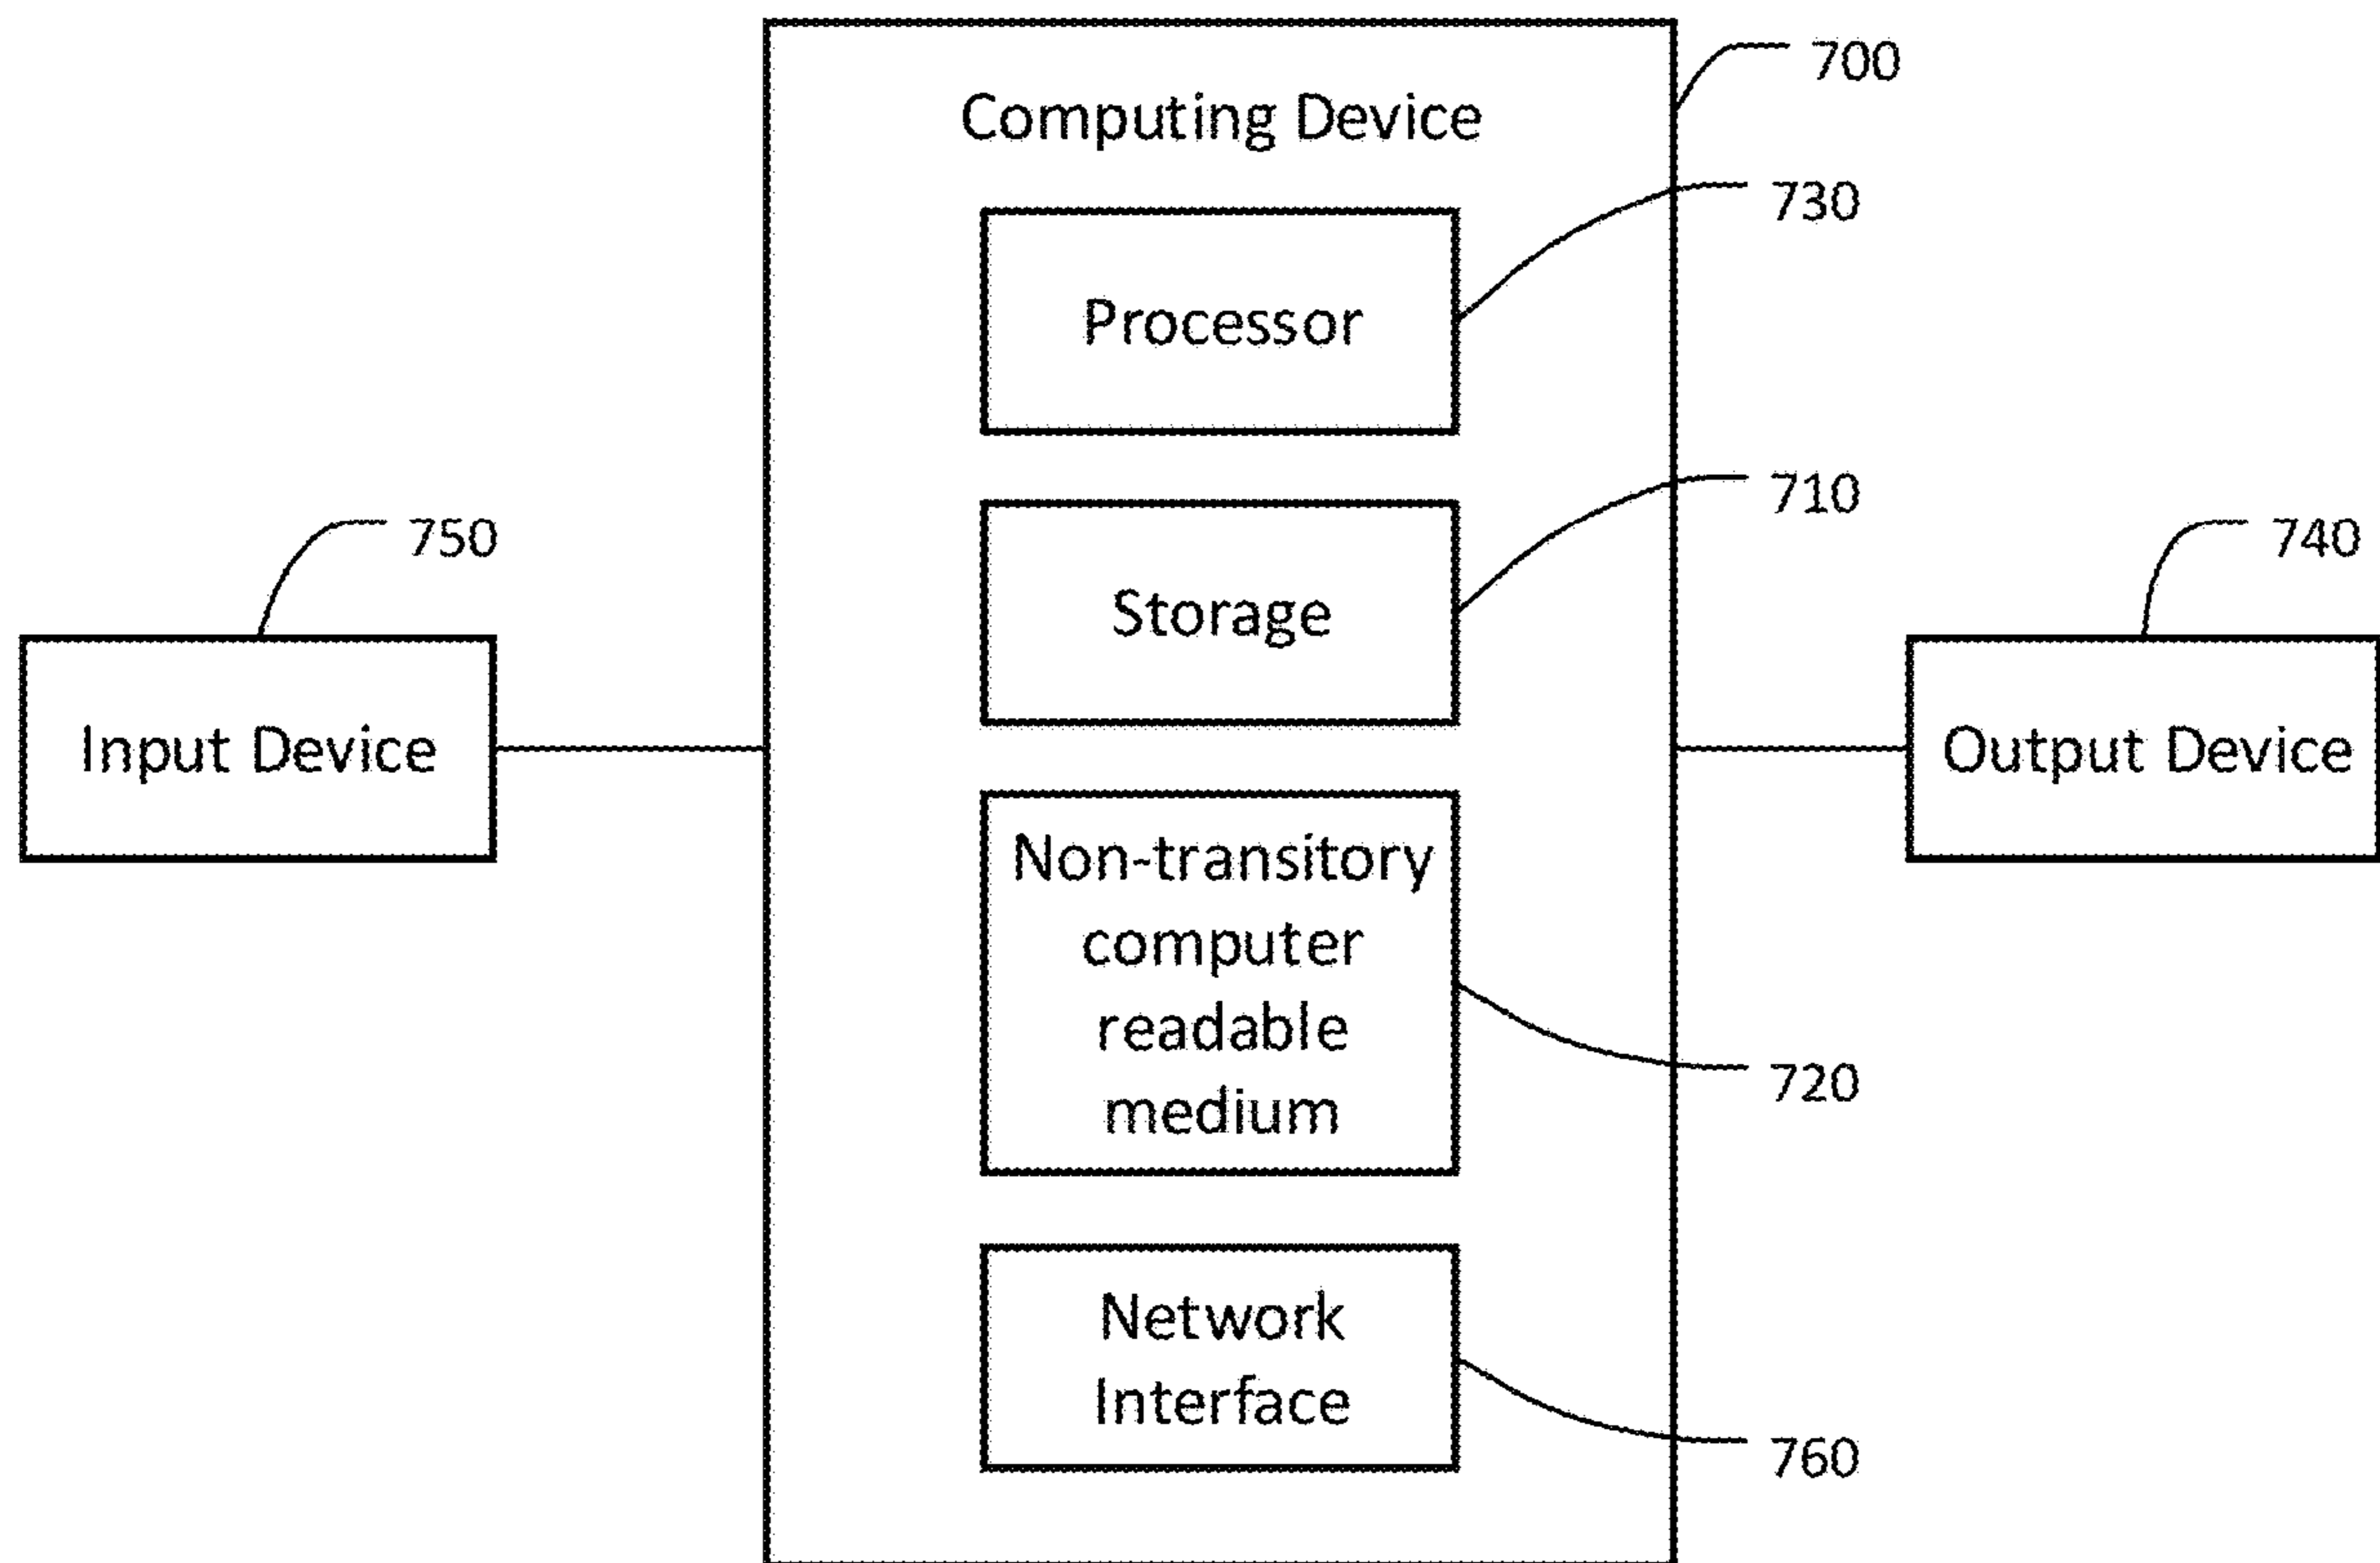 700
Computing Device
730
Processor
710
Storage
750
740
Input Device
Output Device
Non-transitory
computer
readable
medium
720
Network
Interface
760